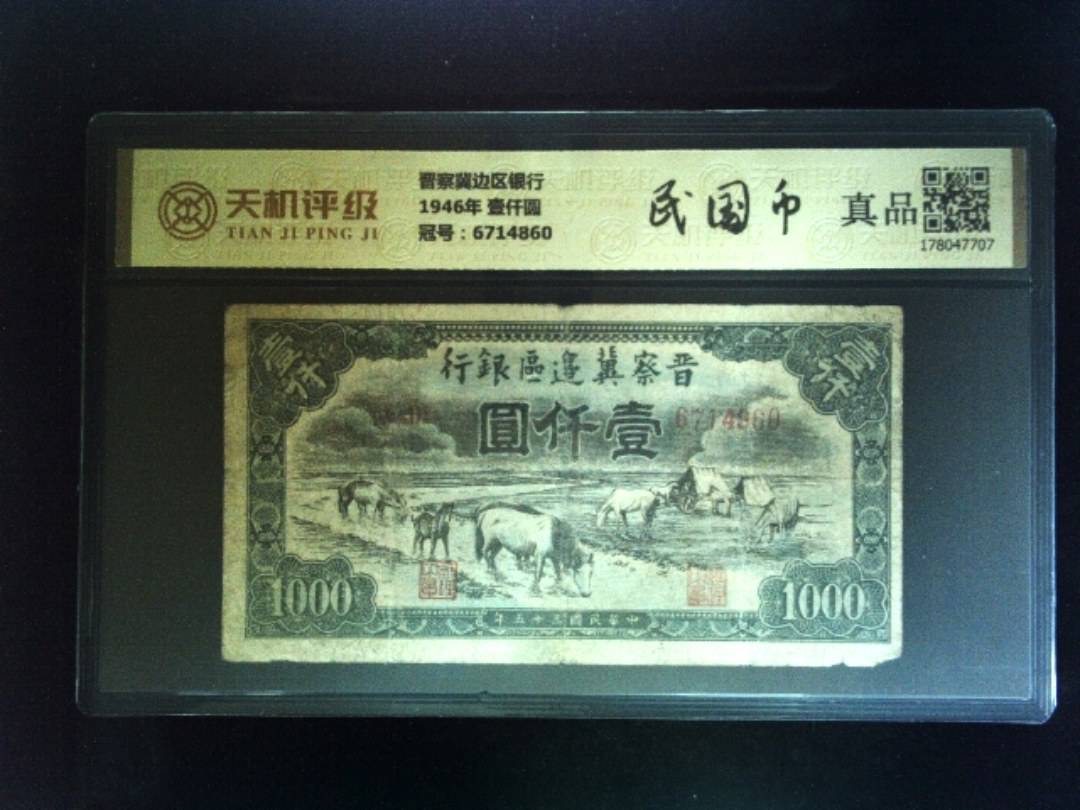 天机评级
TIAN JI PING JI
晋察冀边区银行
1946年 壹仟圆
冠号：6714860
民国币
真品
178047707
壹仟
壹仟
行銀區邊冀察晋
圓仟壹
6714860
1000
1000
年五十三國民華中